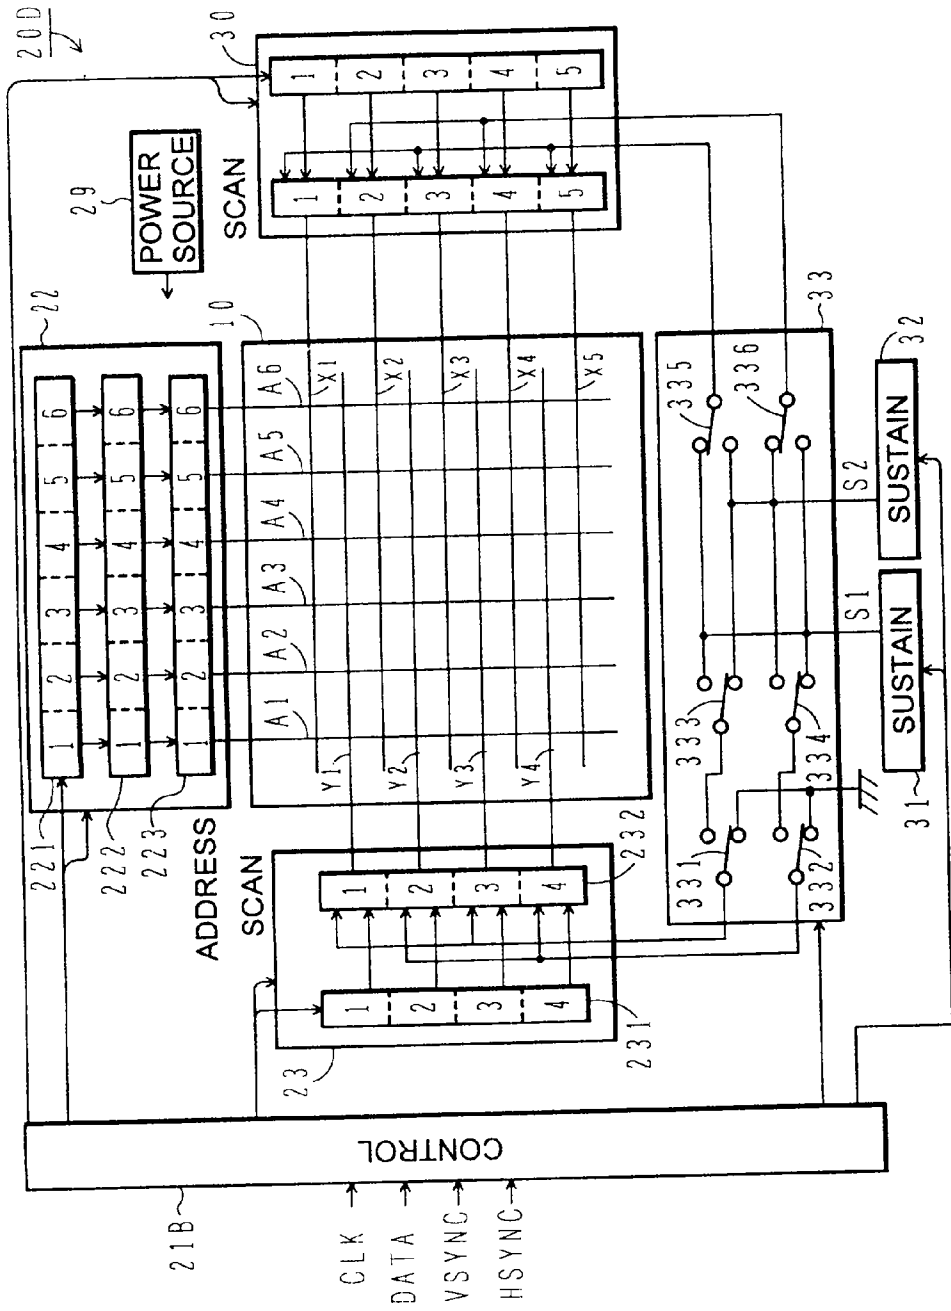 20D
29
POWER
SOURCE
30
SCAN
1 2 3 4 5
1 2 3 4 5
22
ADDRESS
221
1 2 3 4 5 6
222
1 2 3 4 5 6
223
1 2 3 4 5 6
10
A1 A2 A3 A4 A5 A6
X1
Y1
X2
Y2
X3
Y3
X4
Y4
X5
SCAN
23
231
1 2 3 4
232
1 2 3 4
CONTROL
21B
CLK
DATA
VSYNC
HSYNC
33
331
332
333
334
335
336
S1
S2
SUSTAIN
31
SUSTAIN
32